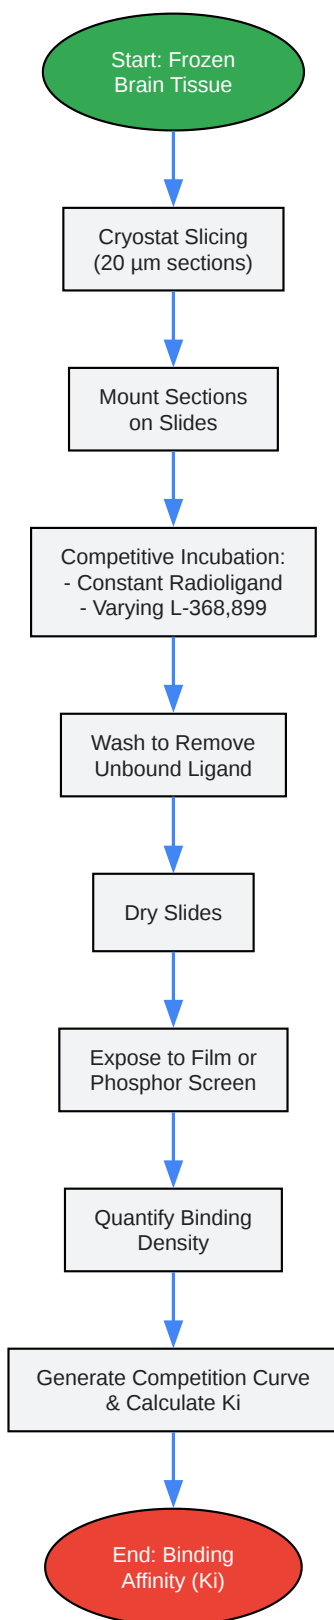 Start: Frozen
Brain Tissue
Cryostat Slicing
(20 µm sections)
Mount Sections
on Slides
Competitive Incubation:
- Constant Radioligand
- Varying L-368,899
Wash to Remove
Unbound Ligand
Dry Slides
Expose to Film or
Phosphor Screen
Quantify Binding
Density
Generate Competition Curve
& Calculate Ki
End: Binding
Affinity (Ki)